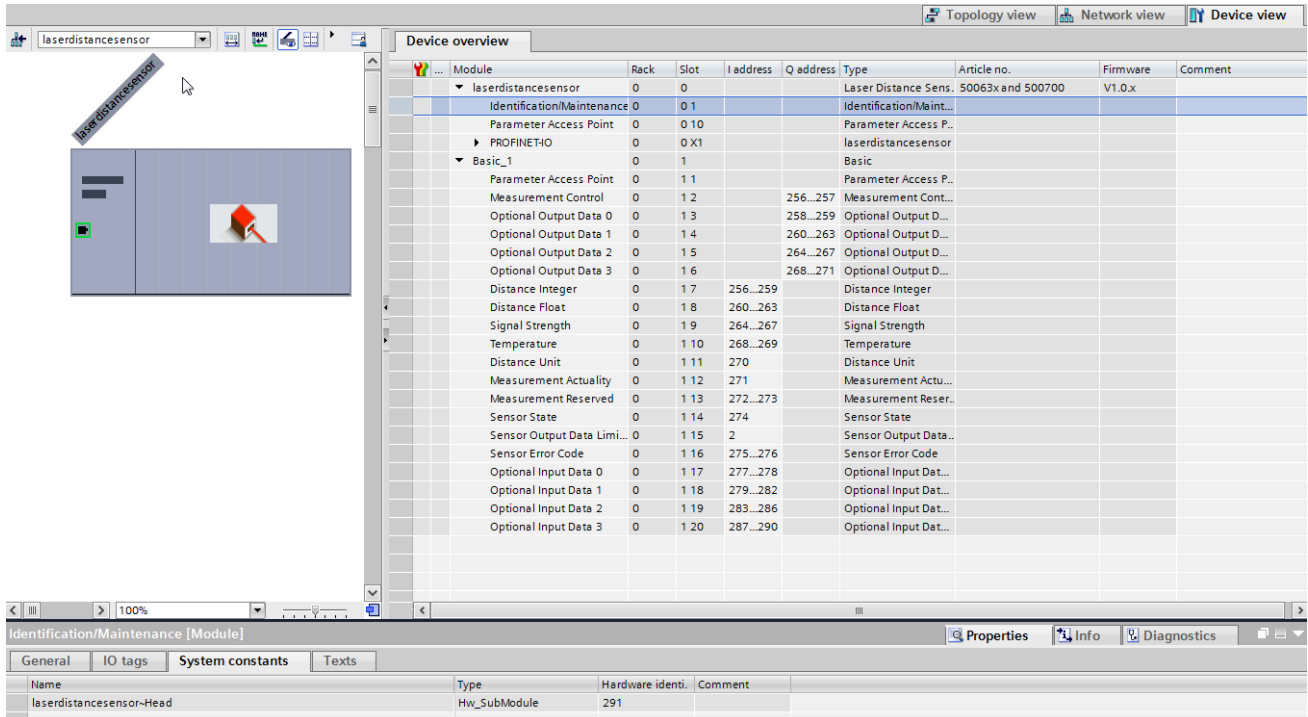 Topology view Network view Device view
laserdistancesensor Device overview
... Module Rack Slot I address Q address Type Article no. Firmware Comment
laserdistancesensor
laserdistancesensor 0 0 Laser Distance Sens. 50063x and 500700 V1.0.x
Identification/Maintenance 0 0 1 Identification/Maint...
Parameter Access Point 0 0 10 Parameter Access P..
PROFINET-IO 0 0 X1 laserdistancesensor
Basic_1 0 1 Basic
Parameter Access Point 0 1 1 Parameter Access P..
Measurement Control 0 1 2 256...257 Measurement Cont...
Optional Output Data 0 0 1 3 258...259 Optional Output D...
Optional Output Data 1 0 1 4 260...263 Optional Output D...
Optional Output Data 2 0 1 5 264...267 Optional Output D...
Optional Output Data 3 0 1 6 268...271 Optional Output D...
Distance Integer 0 1 7 256...259 Distance Integer
Distance Float 0 1 8 260...263 Distance Float
Signal Strength 0 1 9 264...267 Signal Strength
Temperature 0 1 10 268...269 Temperature
Distance Unit 0 1 11 270 Distance Unit
Measurement Actuality 0 1 12 271 Measurement Actu...
Measurement Reserved 0 1 13 272...273 Measurement Reser..
Sensor State 0 1 14 274 Sensor State
Sensor Output Data Limi... 0 1 15 2 Sensor Output Data..
Sensor Error Code 0 1 16 275...276 Sensor Error Code
Optional Input Data 0 0 1 17 277...278 Optional Input Dat...
Optional Input Data 1 0 1 18 279...282 Optional Input Dat...
Optional Input Data 2 0 1 19 283...286 Optional Input Dat...
Optional Input Data 3 0 1 20 287...290 Optional Input Dat...
100%
Identification/Maintenance [Module] Properties Info Diagnostics
General IO tags System constants Texts
Name Type Hardware identi. Comment
laserdistancesensor~Head Hw_SubModule 291